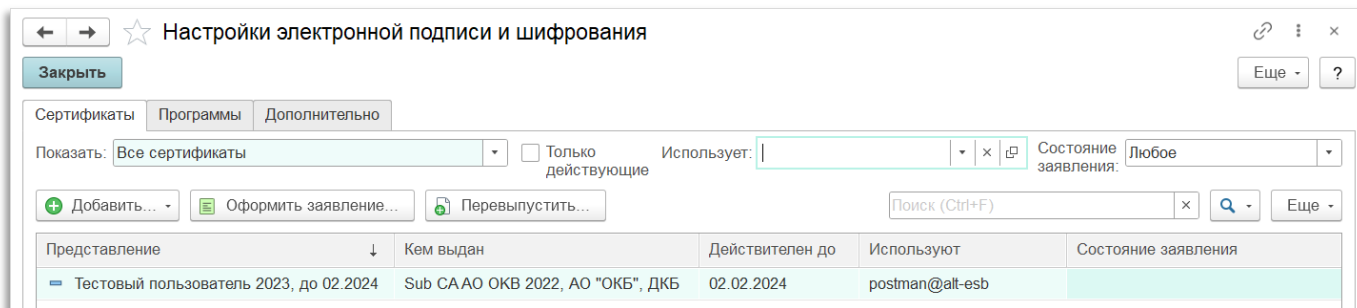 Настройки электронной подписи и шифрования
Закрыть
Еще
?
Сертификаты Программы Дополнительно
Показать: Все сертификаты Только действующие Использует: Состояние заявления: Любое
Добавить... Оформить заявление... Перевыпустить... Поиск (Ctrl+F) Еще
Представление Кем выдан Действителен до Используют Состояние заявления
Тестовый пользователь 2023, до 02.2024 Sub CA АО ОКВ 2022, АО "ОКБ", ДКБ 02.02.2024 postman@alt-esb